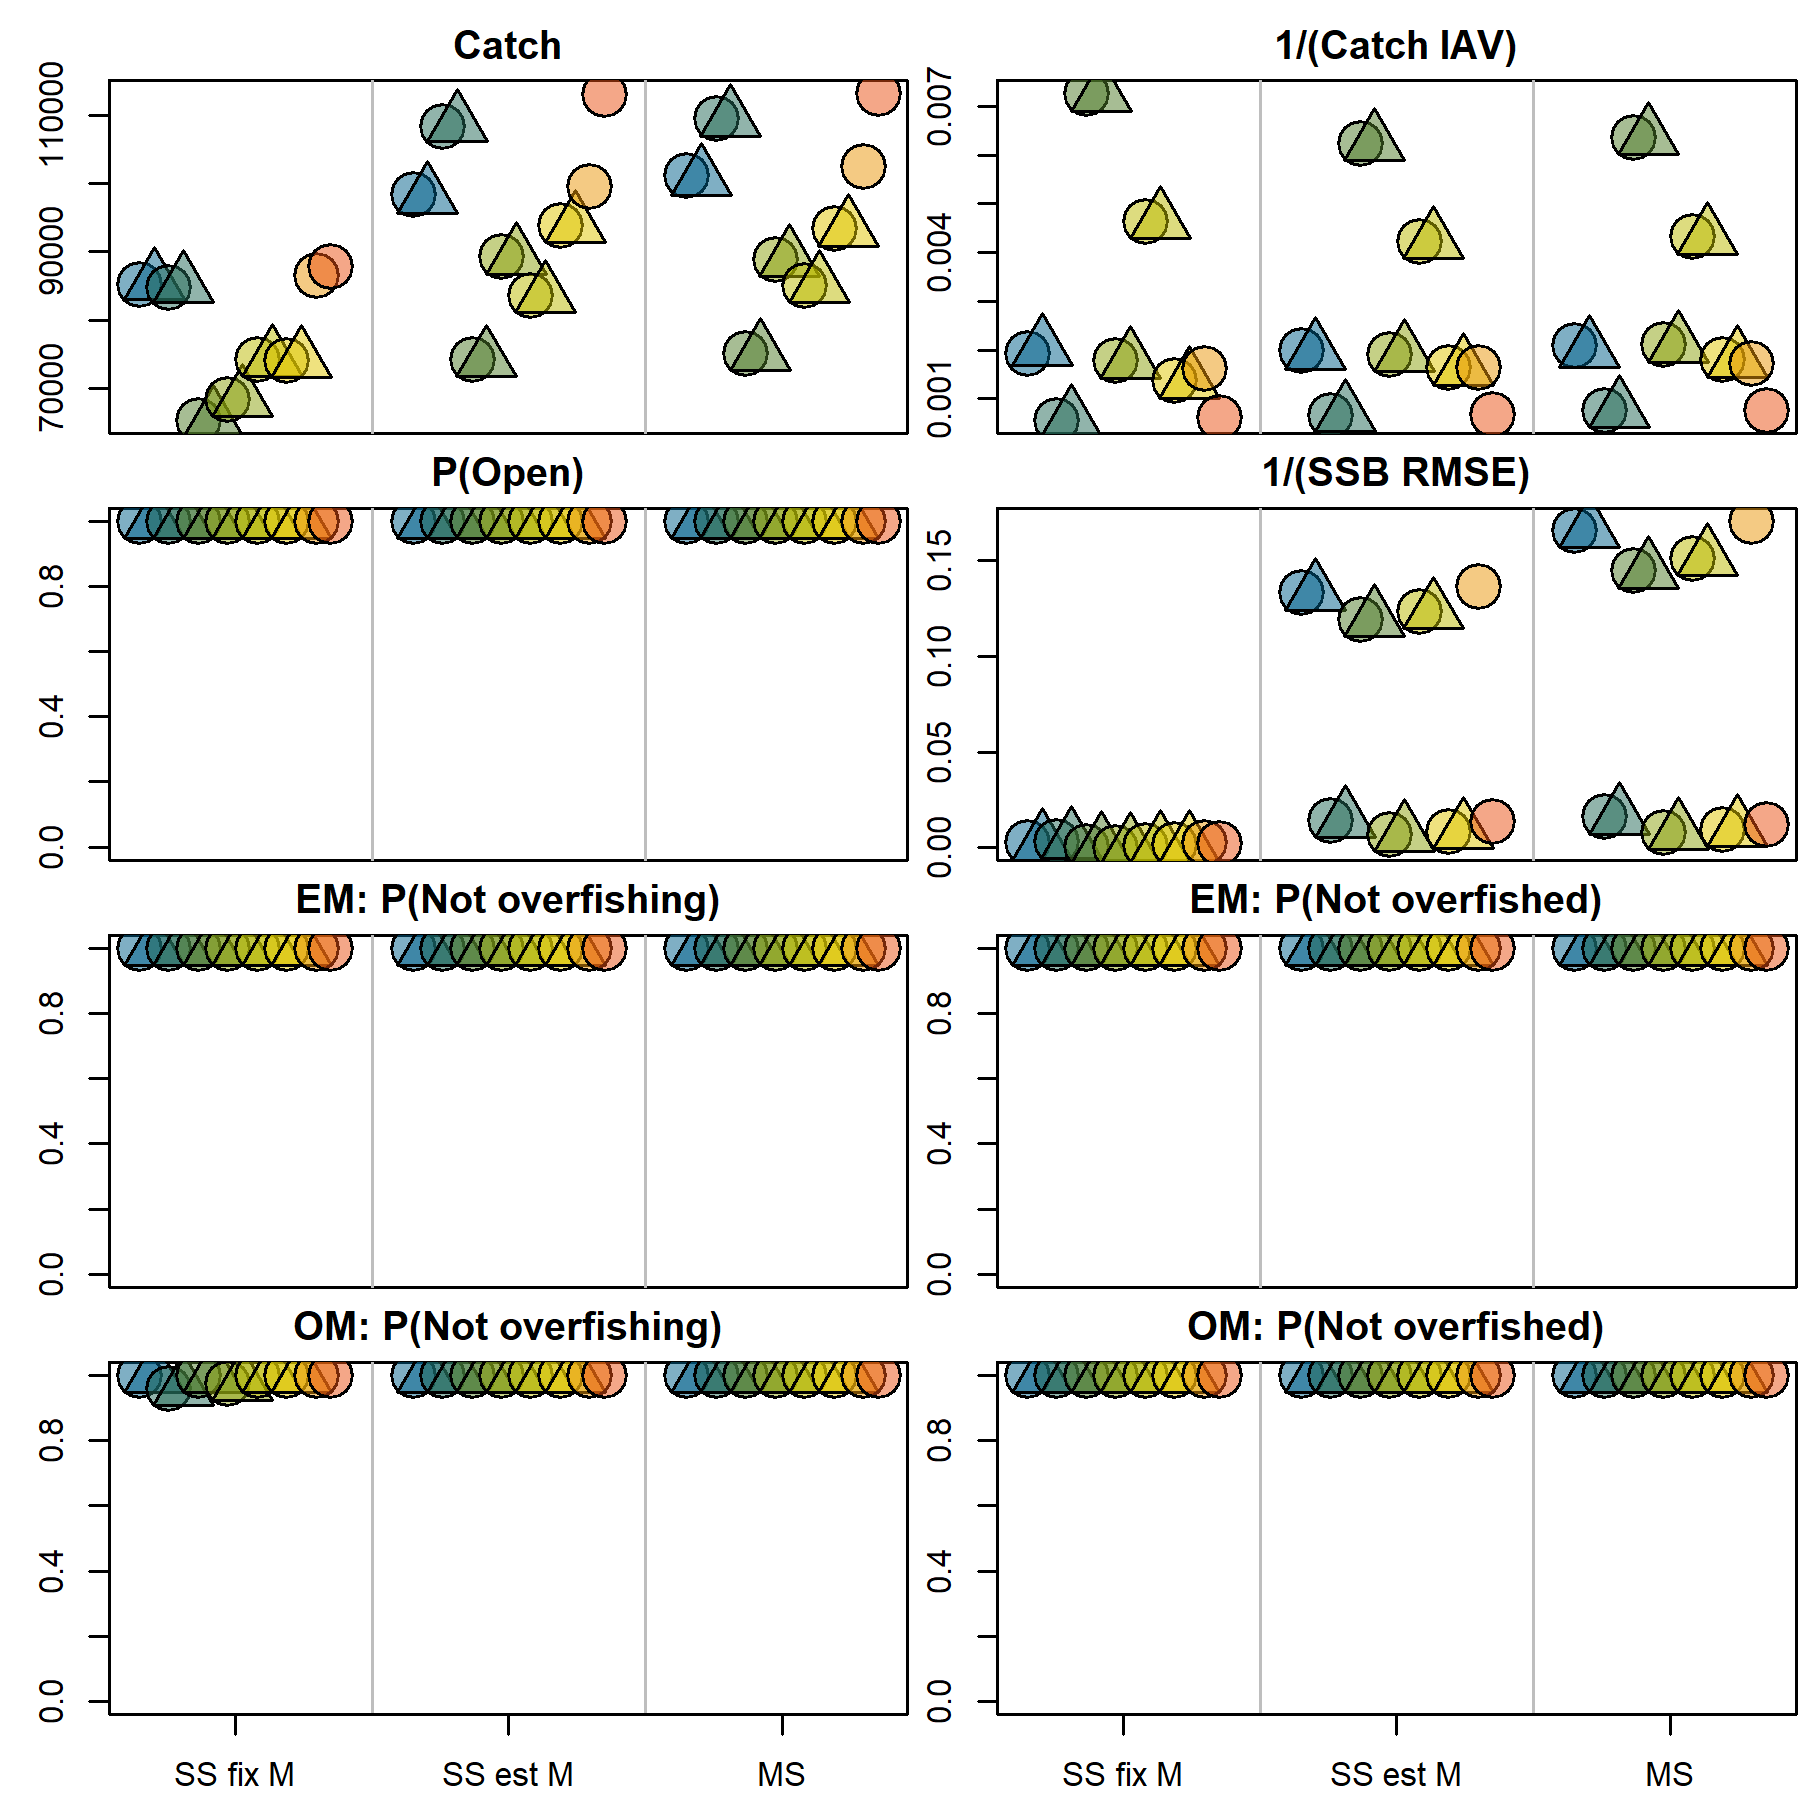 Catch
110000
90000
70000
1/(Catch IAV)
0.007
0.004
0.001
P(Open)
0.8
0.4
0.0
1/(SSB RMSE)
0.15
0.10
0.05
0.00
EM: P(Not overfishing)
0.8
0.4
0.0
EM: P(Not overfished)
0.8
0.4
0.0
OM: P(Not overfishing)
0.8
0.4
0.0
SS fix M
SS est M
MS
OM: P(Not overfished)
0.8
0.4
0.0
SS fix M
SS est M
MS